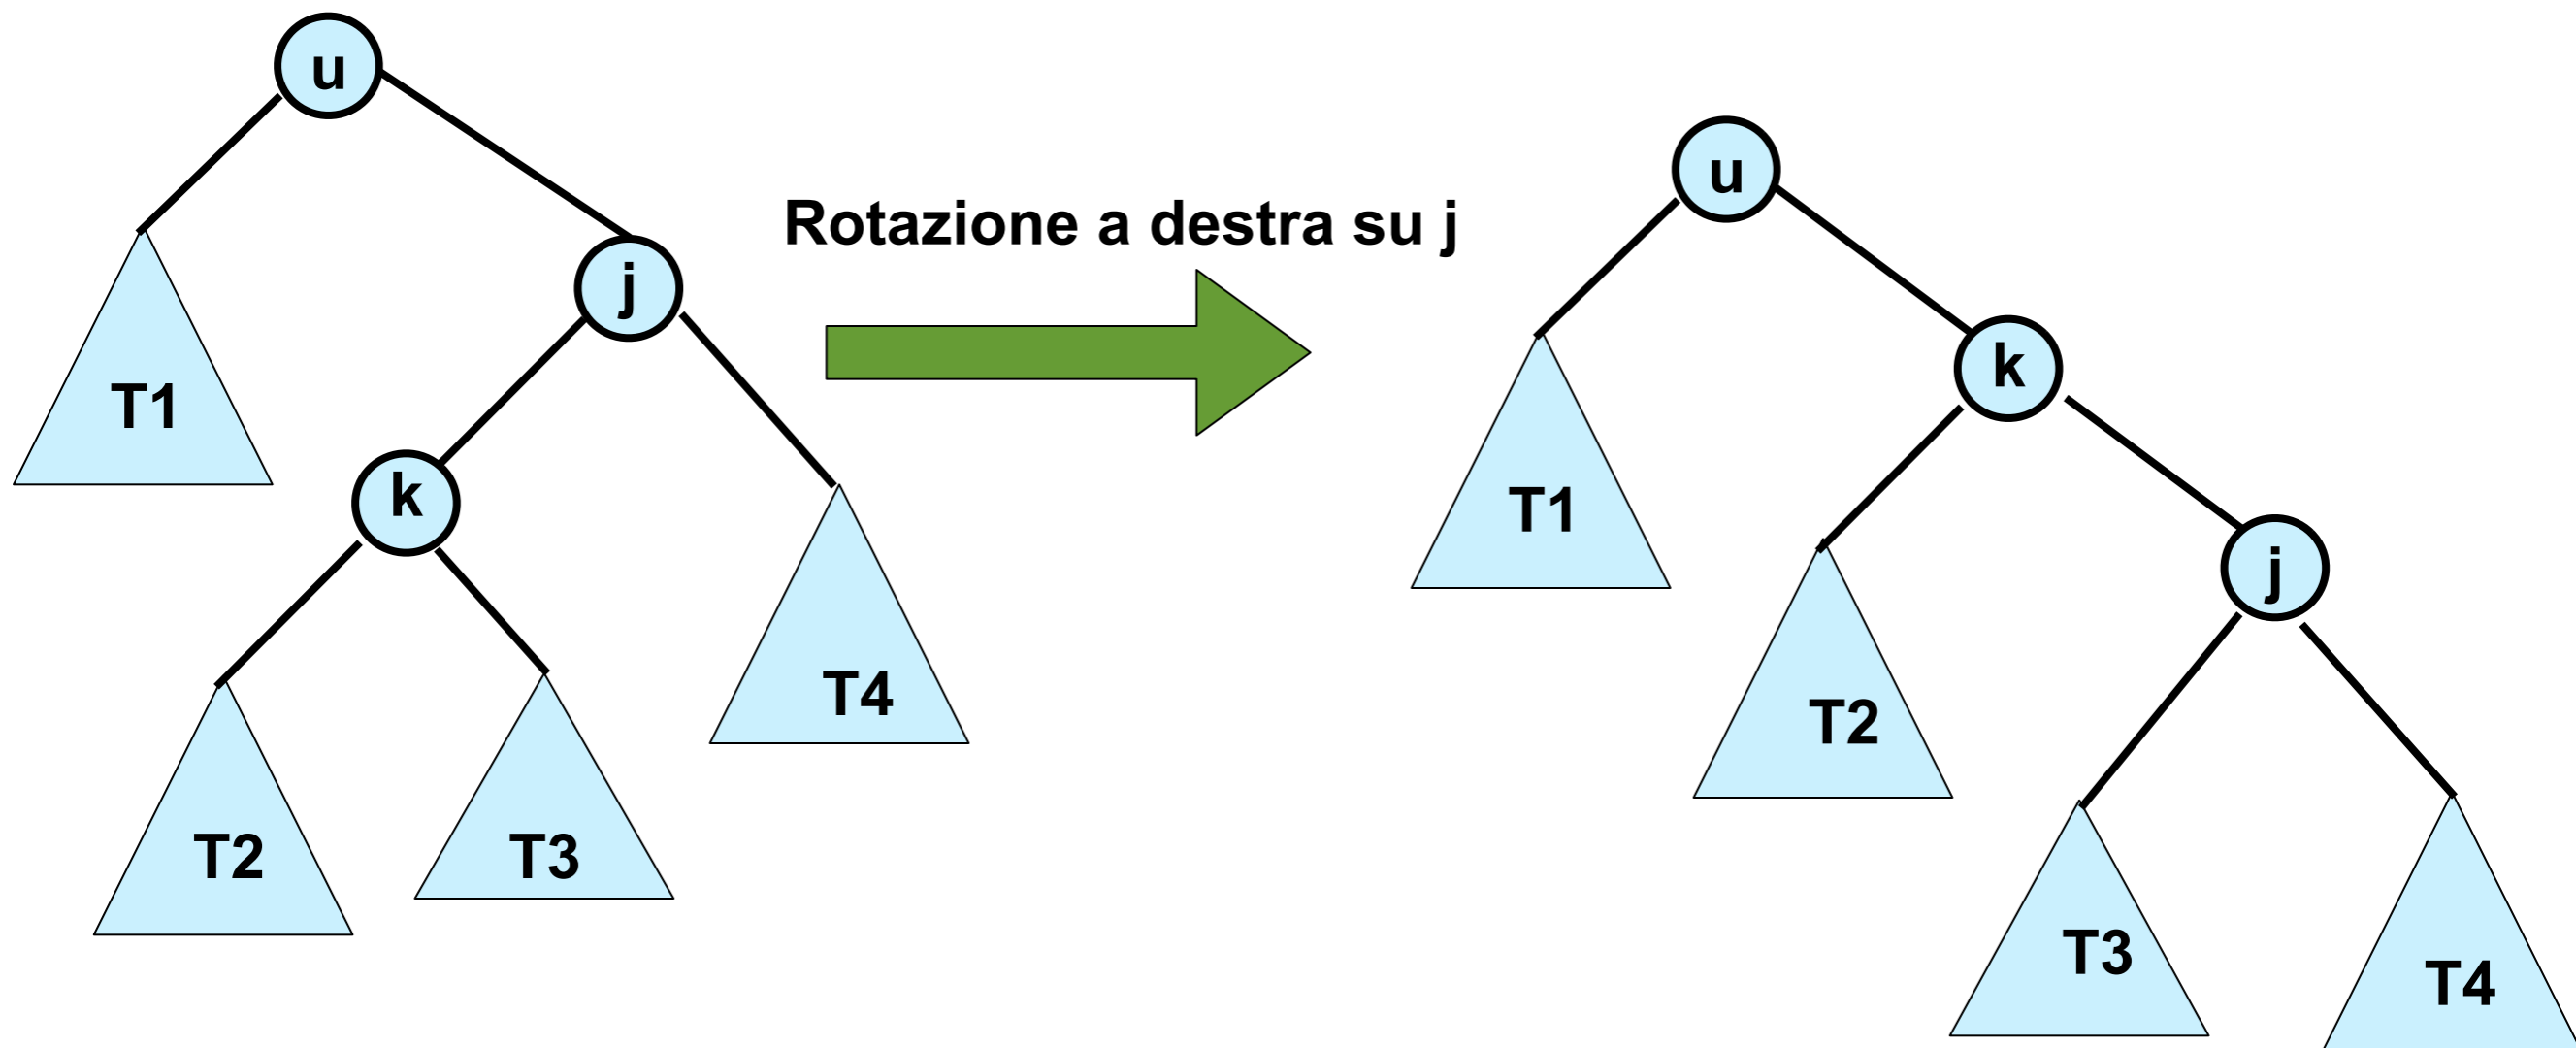 u
j
T1
k
T4
T2
T3
Rotazione a destra su j
u
k
T1
j
T2
T3
T4